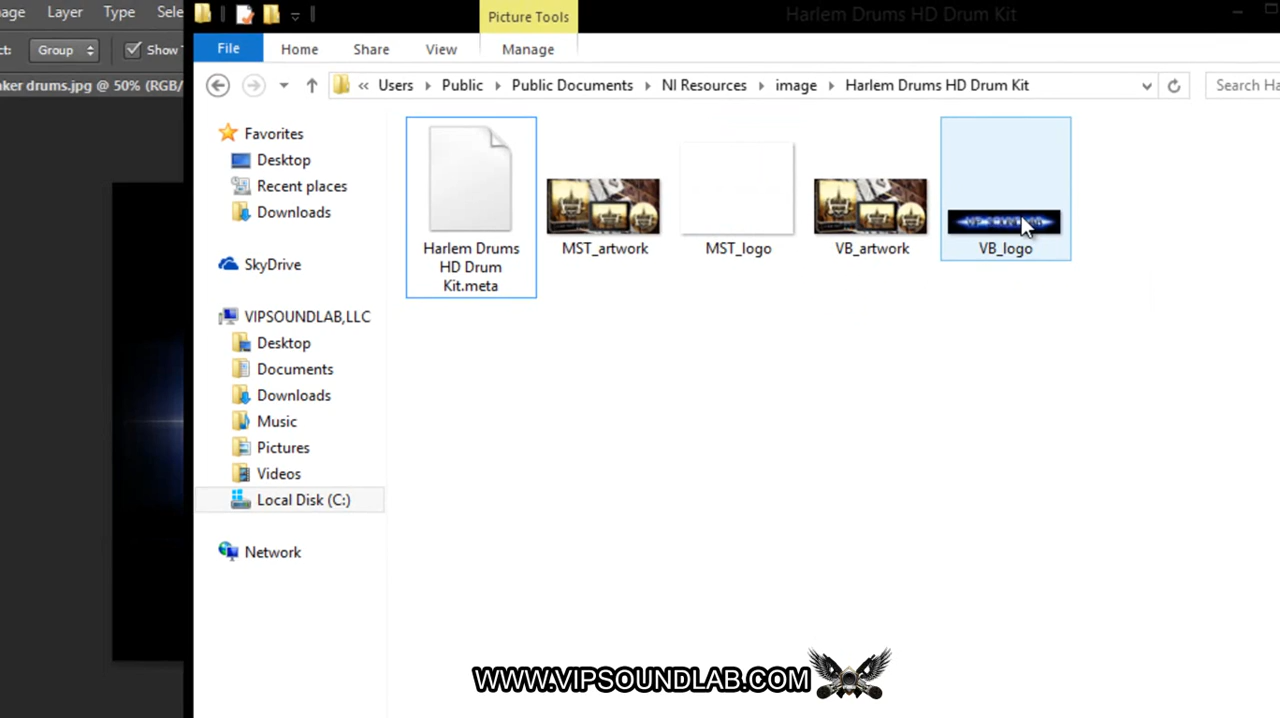 age Layer Type Sele
Picture Tools
Harlem Drums HD Drum Kit
ct: Group Show T
File Home Share View Manage
aker drums.jpg @ 50% (RGB/
« Users Public Public Documents NI Resources image Harlem Drums HD Drum Kit
Search Ha
Favorites
Desktop
Recent places
Downloads
SkyDrive
VIPSOUNDLAB,LLC
Desktop
Documents
Downloads
Music
Pictures
Videos
Local Disk (C:)
Network
Harlem Drums
HD Drum
Kit.meta
MST_artwork
MST_logo
VB_artwork
VB_logo
WWW.VIPSOUNDLAB.COM